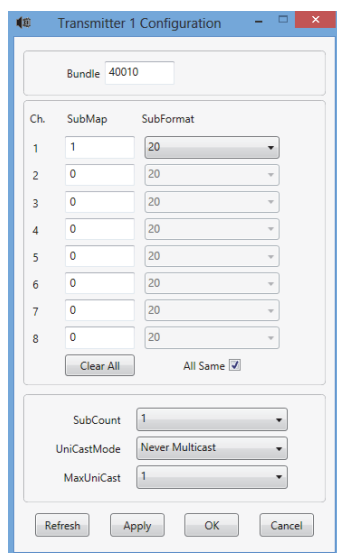 Transmitter 1 Configuration
Bundle 40010
Ch. SubMap SubFormat
1 1 20
2 0 20
3 0 20
4 0 20
5 0 20
6 0 20
7 0 20
8 0 20
Clear All All Same
SubCount 1
UniCastMode Never Multicast
MaxUniCast 1
Refresh Apply OK Cancel